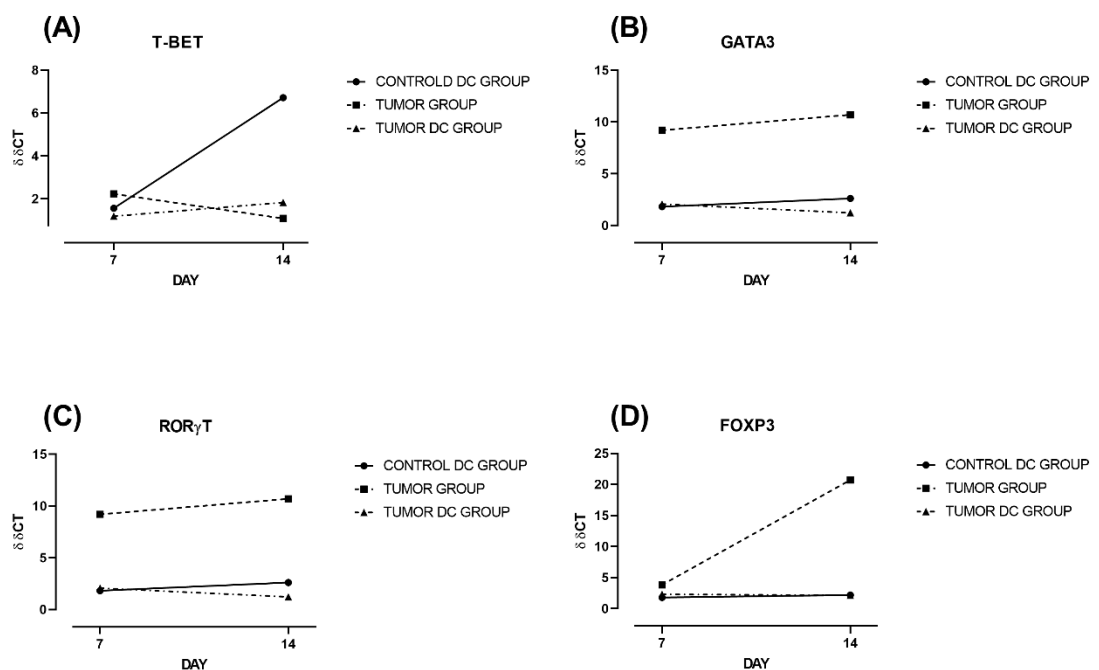 (A)
T-BET
δ δCT
8
6
4
2
7
14
DAY
CONTROLD DC GROUP
TUMOR GROUP
TUMOR DC GROUP
(B)
GATA3
δ δCT
15
10
5
0
7
14
DAY
CONTROL DC GROUP
TUMOR GROUP
TUMOR DC GROUP
(C)
RORγT
δ δCT
15
10
5
0
7
14
DAY
CONTROL DC GROUP
TUMOR GROUP
TUMOR DC GROUP
(D)
FOXP3
δ δCT
25
20
15
10
5
0
7
14
DAY
CONTROL DC GROUP
TUMOR GROUP
TUMOR DC GROUP